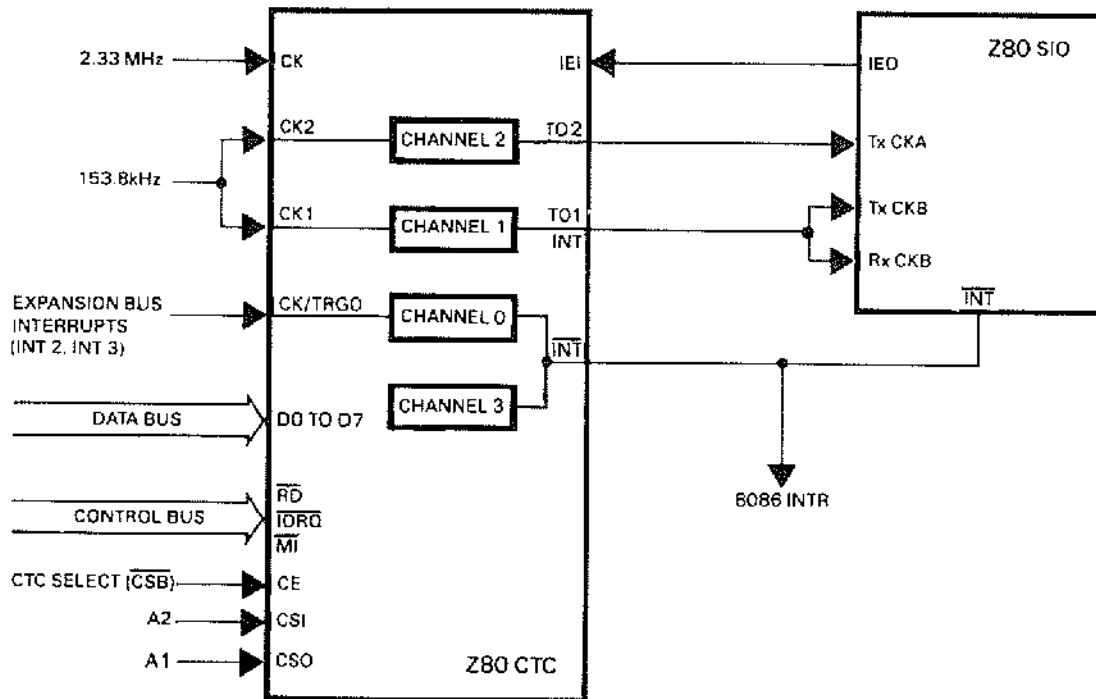 2.33 MHz
CK
IEI
IEO
Z80 SIO
CK2
CHANNEL 2
TO2
Tx CKA
153.8kHz
CK1
CHANNEL 1
TO1
INT
Tx CKB
Rx CKB
INT
EXPANSION BUS
INTERRUPTS
(INT 2, INT 3)
CK/TRG0
CHANNEL 0
INT
CHANNEL 3
DATA BUS
D0 TO D7
8086 INTR
CONTROL BUS
RD
IORQ
MI
CTC SELECT (CSB)
CE
A2
CSI
A1
CSO
Z80 CTC